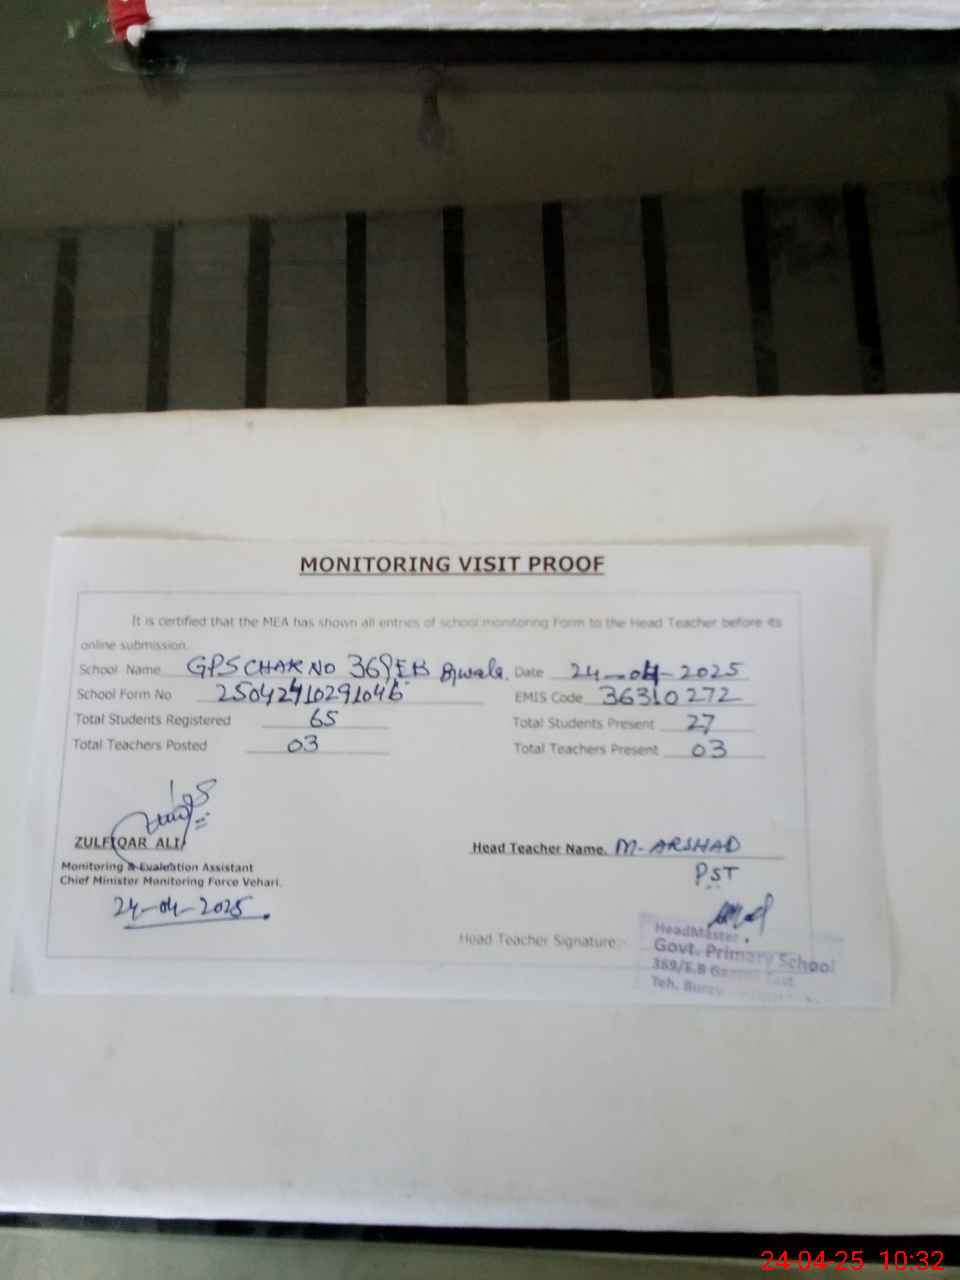 MONITORING VISIT PROOF
It is certified that the MEA has shown all entries of school monitoring Form to the Head Teacher before its
online submission.
School Name GPS CHAK NO 369EB Date 24-04-2025
School Form No 25042410291046 EMIS Code 36310272
Total Students Registered 65 Total Students Present 27
Total Teachers Posted 03 Total Teachers Present 03
ZULFIQAR ALI
Monitoring & Evaluation Assistant
Chief Minister Monitoring Force Vehari.
24-04-2025.
Head Teacher Name. M-ARSHAD
PST
Head Teacher Signature:
HeadMaster
Govt. Primary School
369/E.B
Teh.
24-04-25 10:32